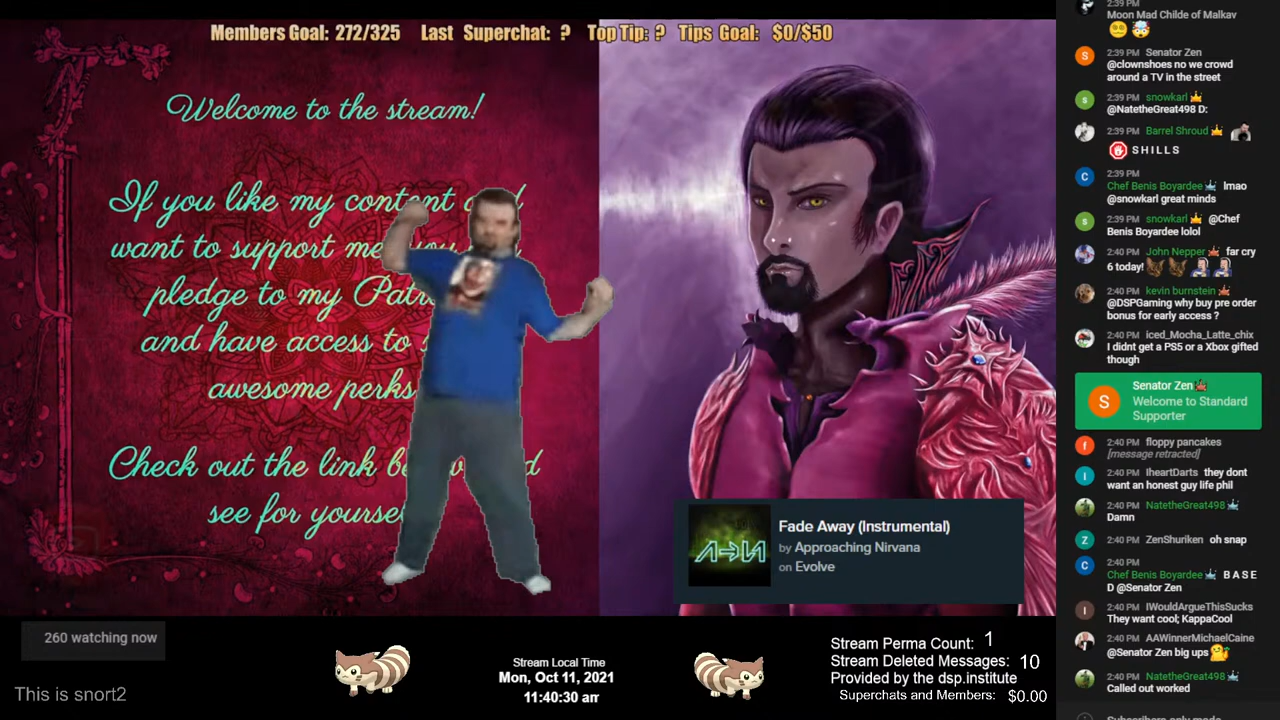 Members Goal: 272/325 Last Superchat: ? Top Tip: ? Tips Goal: $0/$50
Welcome to the stream!
If you like my content
want to support me
pledge to my
and have access to
awesome perks
Check out the link
see for
Fade Away (Instrumental)
by Approaching Nirvana
on Evolve
260 watching now
This is snort2
Stream Local Time
Mon, Oct 11, 2021
11:40:30 am
Stream Perma Count: 1
Stream Deleted Messages: 10
Provided by the dsp.institute
Superchats and Members: $0.00
2:39 PM
Moon Mad Childe of Malkav
2:39 PM Senator Zen
@clownshoes no we crowd
around a TV in the street
2:39 PM snowkarl
@NatetheGreat498 D:
2:39 PM Barrel Shroud
S H I L L S
2:39 PM
Chef Benis Boyardee lmao
@snowkarl great minds
2:39 PM snowkarl @Chef
Benis Boyardee lolol
2:40 PM John Nepper far cry
6 today!
2:40 PM kevin burnstein
@DSPGaming why buy pre order
bonus for early access ?
2:40 PM iced_Mocha_Latte_chix
I didnt get a PS5 or a Xbox gifted
though
S
Senator Zen
Welcome to Standard
Supporter
2:40 PM floppy pancakes
[message retracted]
2:40 PM IheartDarts they dont
want an honest guy life phil
2:40 PM NatetheGreat498
Damn
2:40 PM ZenShuriken oh snap
2:40 PM
Chef Benis Boyardee B A S E
D @Senator Zen
2:40 PM IWouldArgueThisSucks
They want cool; KappaCool
2:40 PM AAWinnerMichaelCaine
@Senator Zen big ups
2:40 PM NatetheGreat498
Called out worked